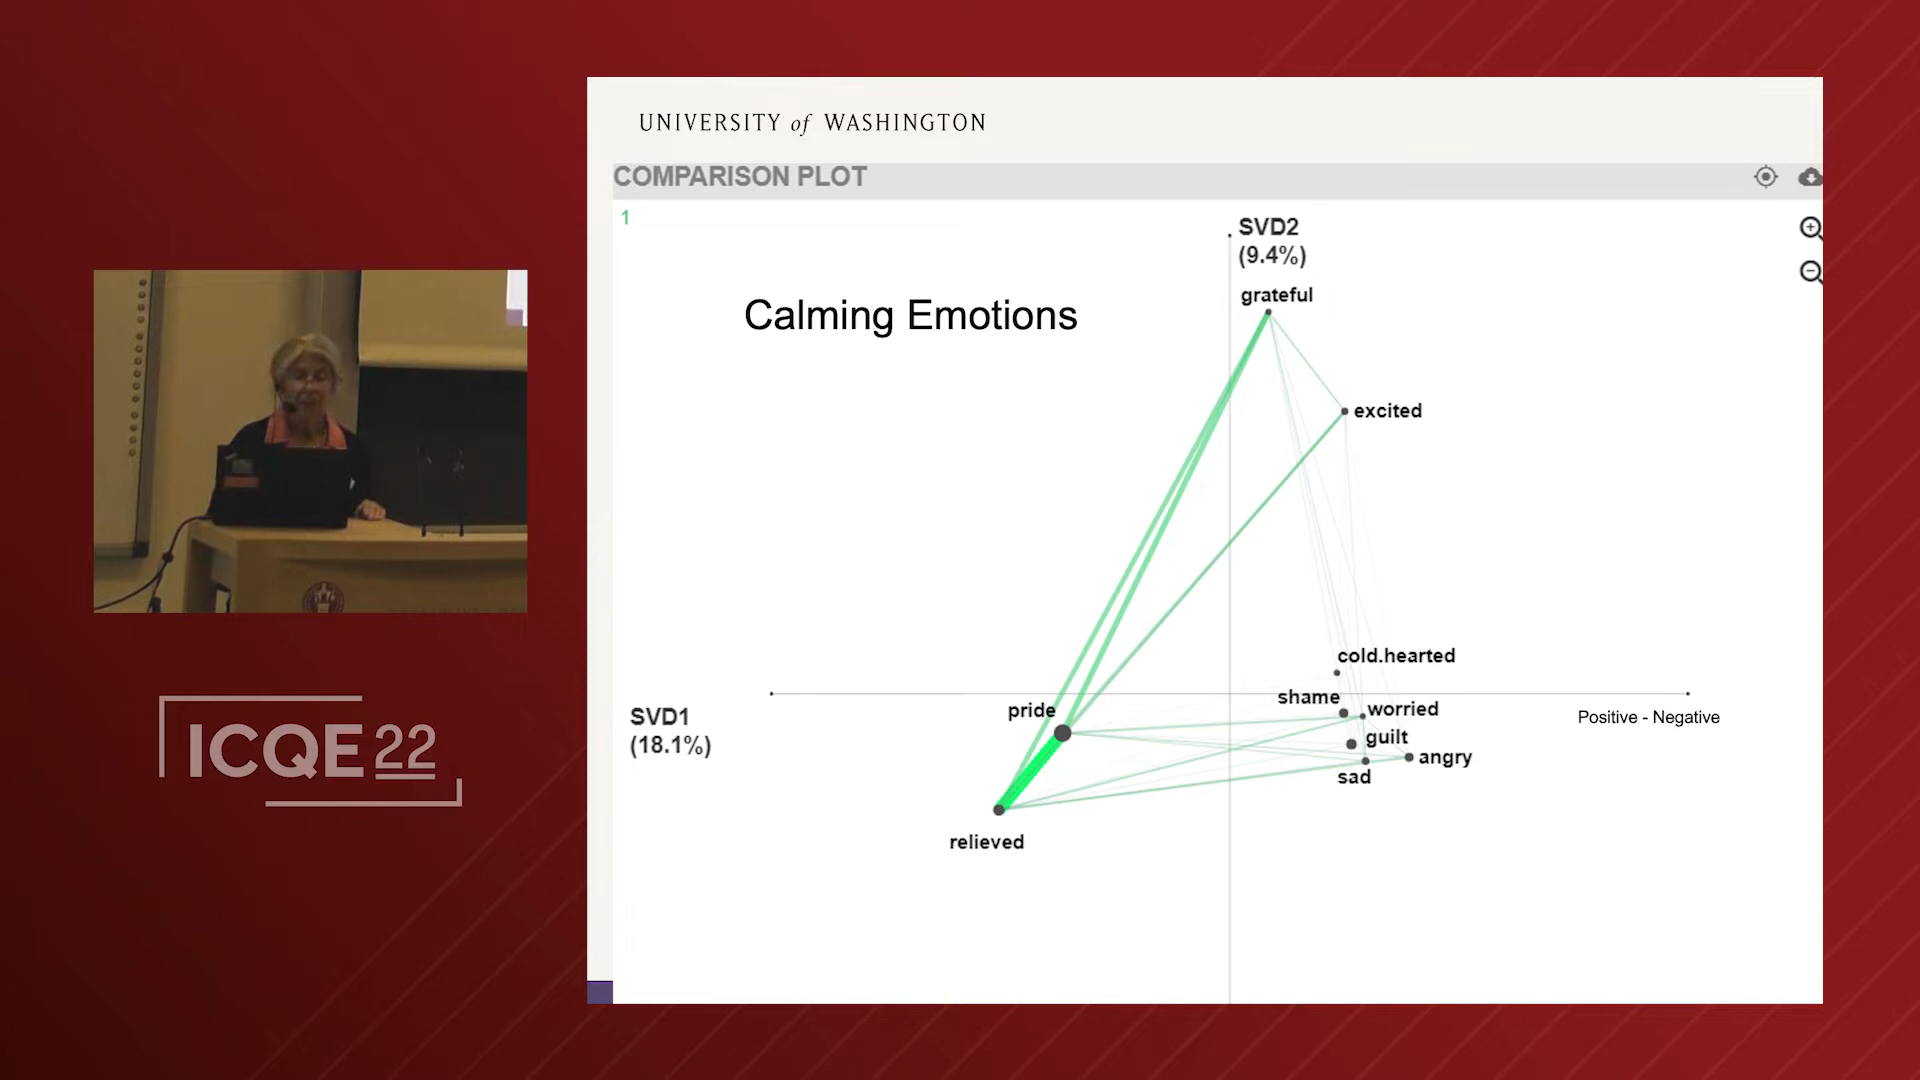 UNIVERSITY of WASHINGTON
COMPARISON PLOT
1
SVD2
(9.4%)
grateful
Calming Emotions
excited
cold.hearted
shame
worried
pride
SVD1
(18.1%)
Positive - Negative
guilt
angry
sad
relieved
ICQE22